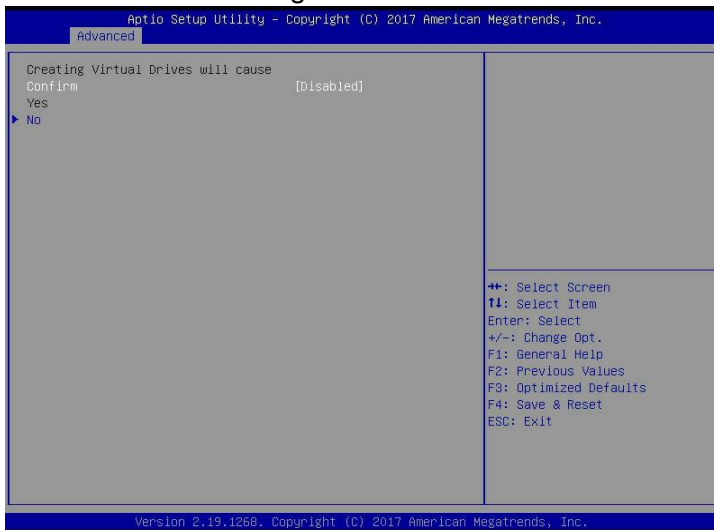 Aptio Setup Utility – Copyright (C) 2017 American Megatrends, Inc.
Advanced
Creating Virtual Drives will cause
Confirm [Disabled]
Yes
► No
→←: Select Screen
↑↓: Select Item
Enter: Select
+/-: Change Opt.
F1: General Help
F2: Previous Values
F3: Optimized Defaults
F4: Save & Reset
ESC: Exit
Version 2.19.1268. Copyright (C) 2017 American Megatrends, Inc.